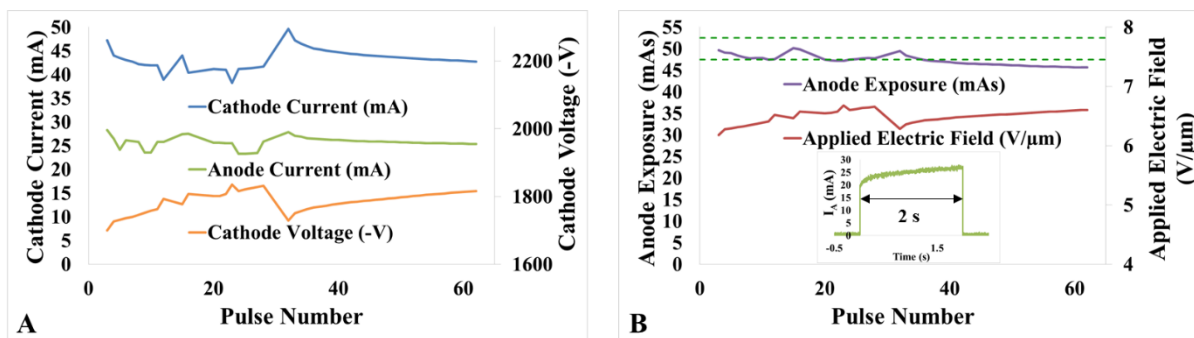 50
45
40
35
30
25
20
15
10
5
0
Cathode Current (mA)
2200
2000
1800
1600
Cathode Voltage (-V)
Cathode Current (mA)
Anode Current (mA)
Cathode Voltage (-V)
0
20
40
60
Pulse Number
A
55
50
45
40
35
30
25
20
15
10
5
0
Anode Exposure (mAs)
8
7
6
5
4
Applied Electric Field
(V/μm)
Anode Exposure (mAs)
Applied Electric Field (V/μm)
30
25
20
15
10
5
0
I_A (mA)
2 s
-0.5
1.5
Time (s)
0
20
40
60
Pulse Number
B